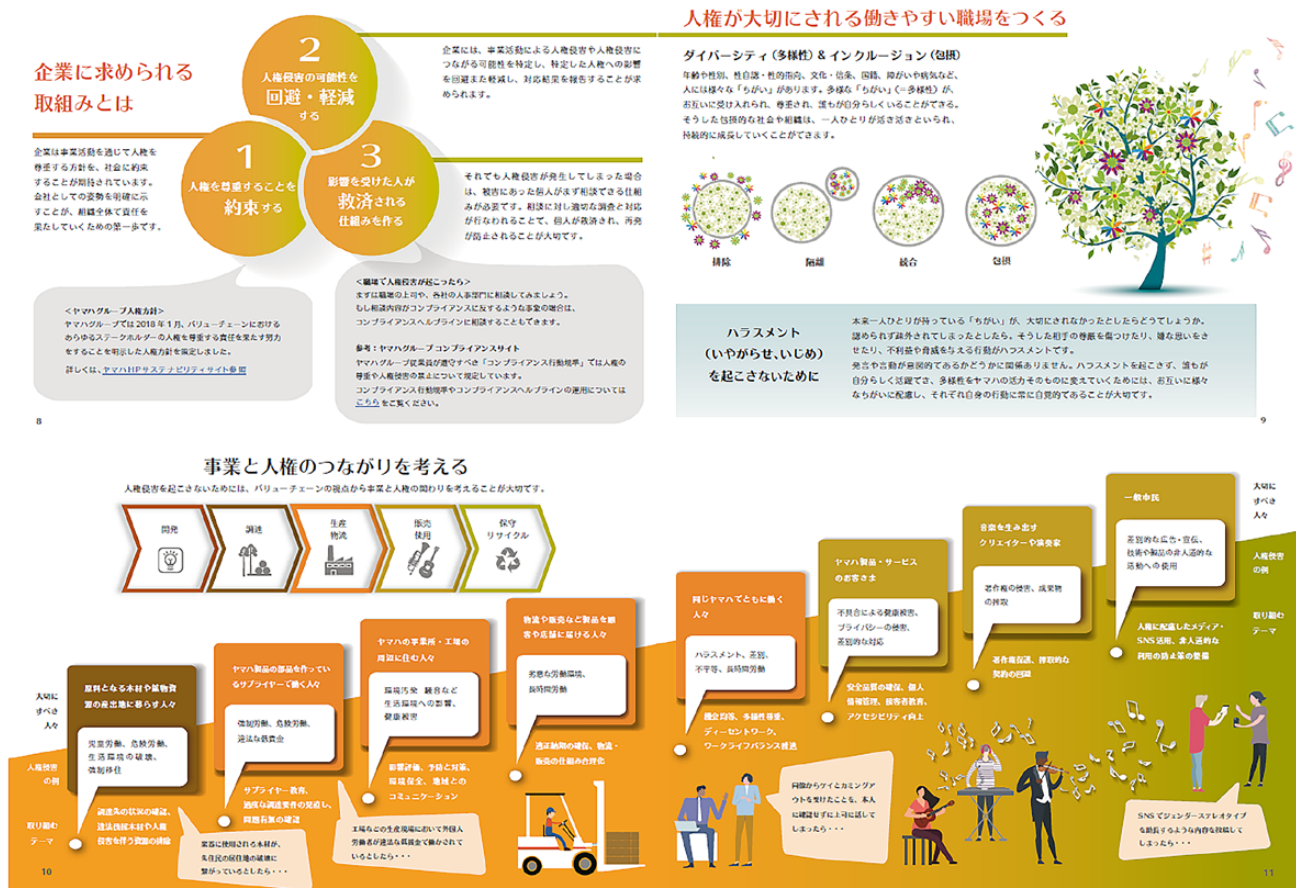 企業に求められる
取組みとは
企業は事業活動を通じて人権を
尊重する方針を、社会に約束
することが期待されています。
会社としての姿勢を明確に示
すことが、組織全体で責任を
果たしていくための第一歩です。
1
人権を尊重することを
約束する
2
人権侵害の可能性を
回避・軽減
する
3
影響を受けた人が
救済される
仕組みを作る
企業には、事業活動による人権侵害や人権侵害に
つながる可能性を特定し、特定した人権への影響
を回避また軽減し、対応結果を報告することが求
められます。
それでも人権侵害が発生してしまった場合
は、被害にあった個人がまず相談できる仕組
みが必要です。相談に対し適切な調査と対応
が行なわれることで、個人が救済され、再発
が防止されることが大切です。
<ヤマハグループ人権方針>
ヤマハグループでは2018年1月、バリューチェーンにおける
あらゆるステークホルダーの人権を尊重する責任を果たす努力
をすることを明示した人権方針を策定しました。
詳しくは、ヤマハHPサステナビリティサイト参照
<職場で人権侵害が起こったら>
まずは職場の上司や、各社の人事部門に相談してみましょう。
もし相談内容がコンプライアンスに反するような事象の場合は、
コンプライアンスヘルプラインに相談することもできます。
参考:ヤマハグループ コンプライアンスサイト
ヤマハグループ従業員が遵守すべき「コンプライアンス行動規準」では人権の
尊重や人権侵害の禁止について規定しています。
コンプライアンス行動規準やコンプライアンスヘルプラインの運用については
こちらをご覧ください。
8
人権が大切にされる働きやすい職場をつくる
ダイバーシティ(多様性)&インクルージョン(包摂)
年齢や性別、性自認・性的指向、文化・信条、国籍、障がいや病気など、
人には様々な「ちがい」があります。多様な「ちがい」(=多様性)が、
お互いに受け入れられ、尊重され、誰もが自分らしくいることができる。
そうした包摂的な社会や組織は、一人ひとりが活き活きといられ、
持続的に成長していくことができます。
排除
隔離
統合
包摂
ハラスメント
(いやがらせ、いじめ)
を起こさないために
本来一人ひとりが持っている「ちがい」が、大切にされなかったとしたらどうでしょうか。
認められず疎外されてしまったとしたら。そうした相手の尊厳を傷つけたり、嫌な思いをさ
せたり、不利益や脅威を与える行動がハラスメントです。
発言や言動が意図的であるかどうかに関係ありません。ハラスメントを起こさず、誰もが
自分らしく活躍でき、多様性をヤマハの活力そのものに変えていくためには、お互いに様々
なちがいに配慮し、それぞれ自身の行動に常に自覚的であることが大切です。
9
事業と人権のつながりを考える
人権侵害を起こさないためには、バリューチェーンの視点から事業と人権の関わりを考えることが大切です。
開発
調達
生産
物流
販売
使用
保守
リサイクル
大切に
すべき
人々
人権侵害
の例
取り組む
テーマ
原料となる木材や鉱物資
源の産出地に暮らす人々
児童労働、危険労働、
生活環境の破壊、
強制移住
調達先の状況の確認、
違法伐採木材や人権
侵害を伴う資源の排除
ヤマハ製品の部品を作ってい
るサプライヤーで働く人々
強制労働、危険労働、
違法な低賃金
サプライヤー教育、
過度な調達要件の見直し、
問題有無の確認
ヤマハの事業所・工場の
周辺に住む人々
環境汚染、騒音など
生活環境への影響、
健康被害
影響評価、予防と対策、
環境保全、地域との
コミュニケーション
物流や販売など製品を顧
客や店舗に届ける人々
劣悪な労働環境、
長時間労働
適正納期の確保、物流・
販売の仕組み合理化
楽器に使用される木材が、
先住民の居住地の破壊に
繋がっているとしたら・・・
工場などの生産現場において外国人
労働者が違法な低賃金で働かされて
いるとしたら・・・
10
同じヤマハでともに働く
人々
ハラスメント、差別、
不平等、長時間労働
機会均等、多様性尊重、
ディーセントワーク、
ワークライフバランス推進
ヤマハ製品・サービス
のお客さま
不具合による健康被害、
プライバシーの侵害、
差別的な対応
安全品質の確保、個人
情報管理、接客者教育、
アクセシビリティ向上
音楽を生み出す
クリエイターや演奏家
著作権の侵害、成果物
の搾取
著作権保護、搾取的な
契約の回避
一般市民
差別的な広告・宣伝、
技術や製品の非人道的な
活動への使用
人権に配慮したメディア・
SNS活用、非人道的な
利用の防止策の整備
大切に
すべき
人々
人権侵害
の例
取り組む
テーマ
同僚からゲイとカミングア
ウトを受けたことを、本人
に確認せずに上司に話して
しまったら・・・
SNSでジェンダーステレオタイプ
を助長するような内容を投稿して
しまったら・・・
11